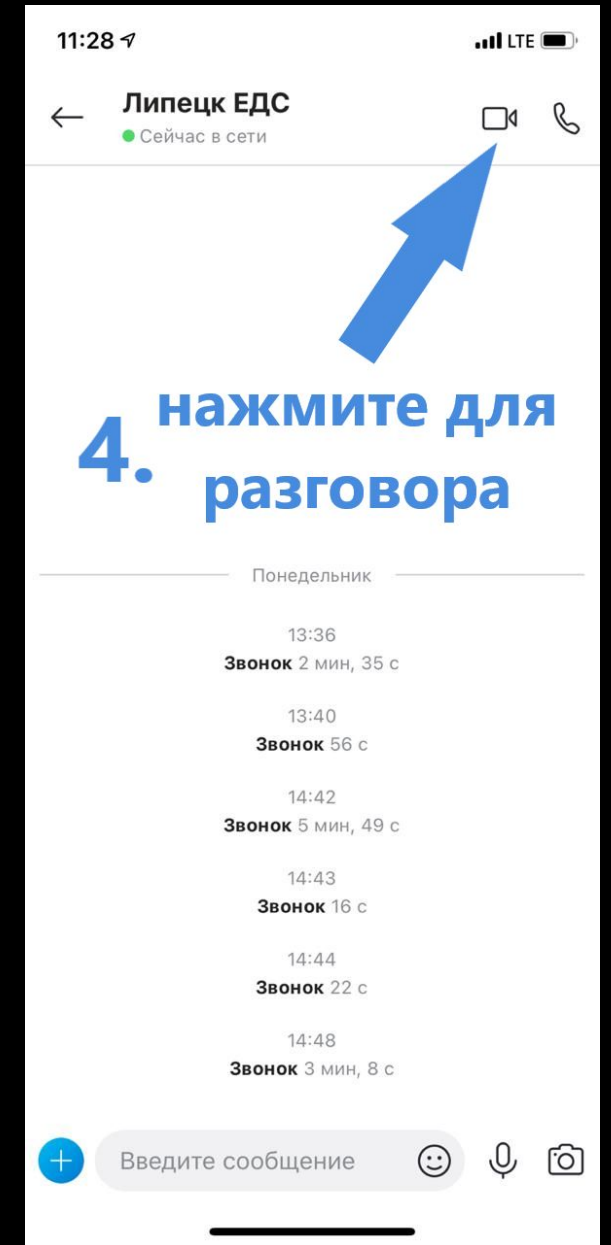 11:28 LTE
Липецк ЕДС
Сейчас в сети
4. нажмите для
разговора
Понедельник
13:36
Звонок 2 мин, 35 с
13:40
Звонок 56 с
14:42
Звонок 5 мин, 49 с
14:43
Звонок 16 с
14:44
Звонок 22 с
14:48
Звонок 3 мин, 8 с
Введите сообщение